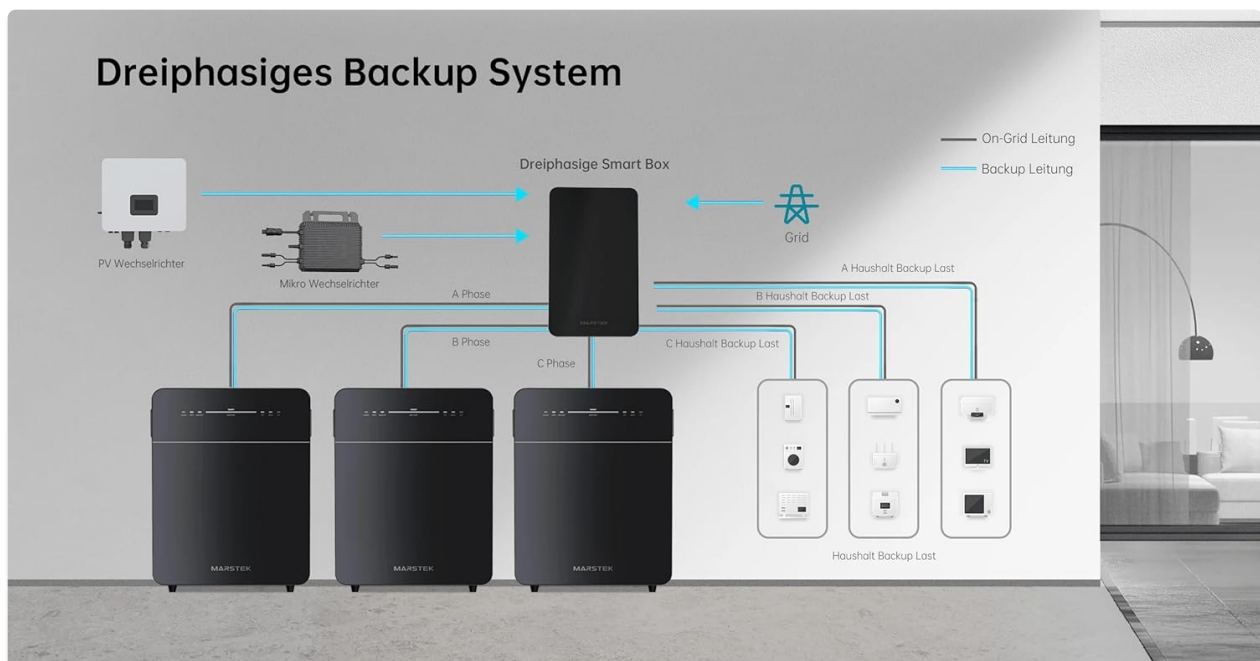 Dreiphasiges Backup System
On-Grid Leitung
Backup Leitung
Dreiphasige Smart Box
Grid
PV Wechselrichter
Mikro Wechselrichter
A Phase
B Phase
C Phase
A Haushalt Backup Last
B Haushalt Backup Last
C Haushalt Backup Last
MARSTEK
MARSTEK
MARSTEK
MARSTEK
Haushalt Backup Last